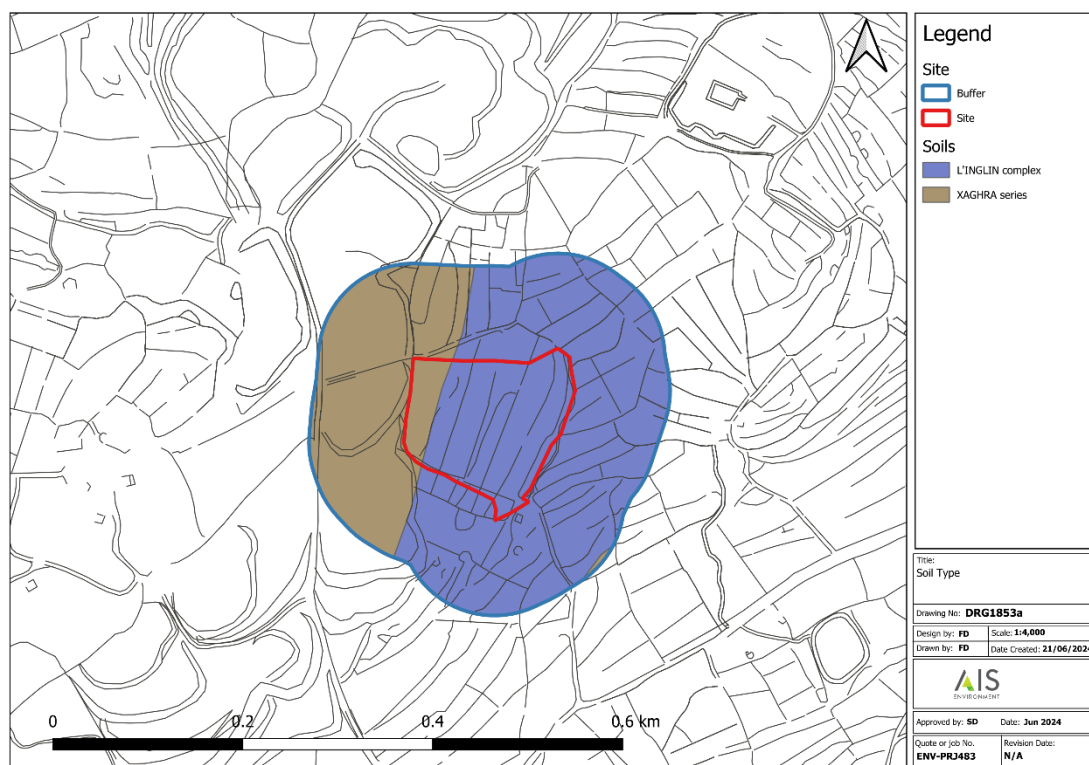 Legend
Site
Buffer
Site
Soils
L'INGLIN complex
XAGHRA series
0 0.2 0.4 0.6 km
Title:
Soil Type
Drawing No: DRG1853a
Design by: FD Scale: 1:4,000
Drawn by: FD Date Created: 21/06/2024
AIS
ENVIRONMENT
Approved by: SD Date: Jun 2024
Quote or job No. Revision Date:
ENV-PRJ483 N/A